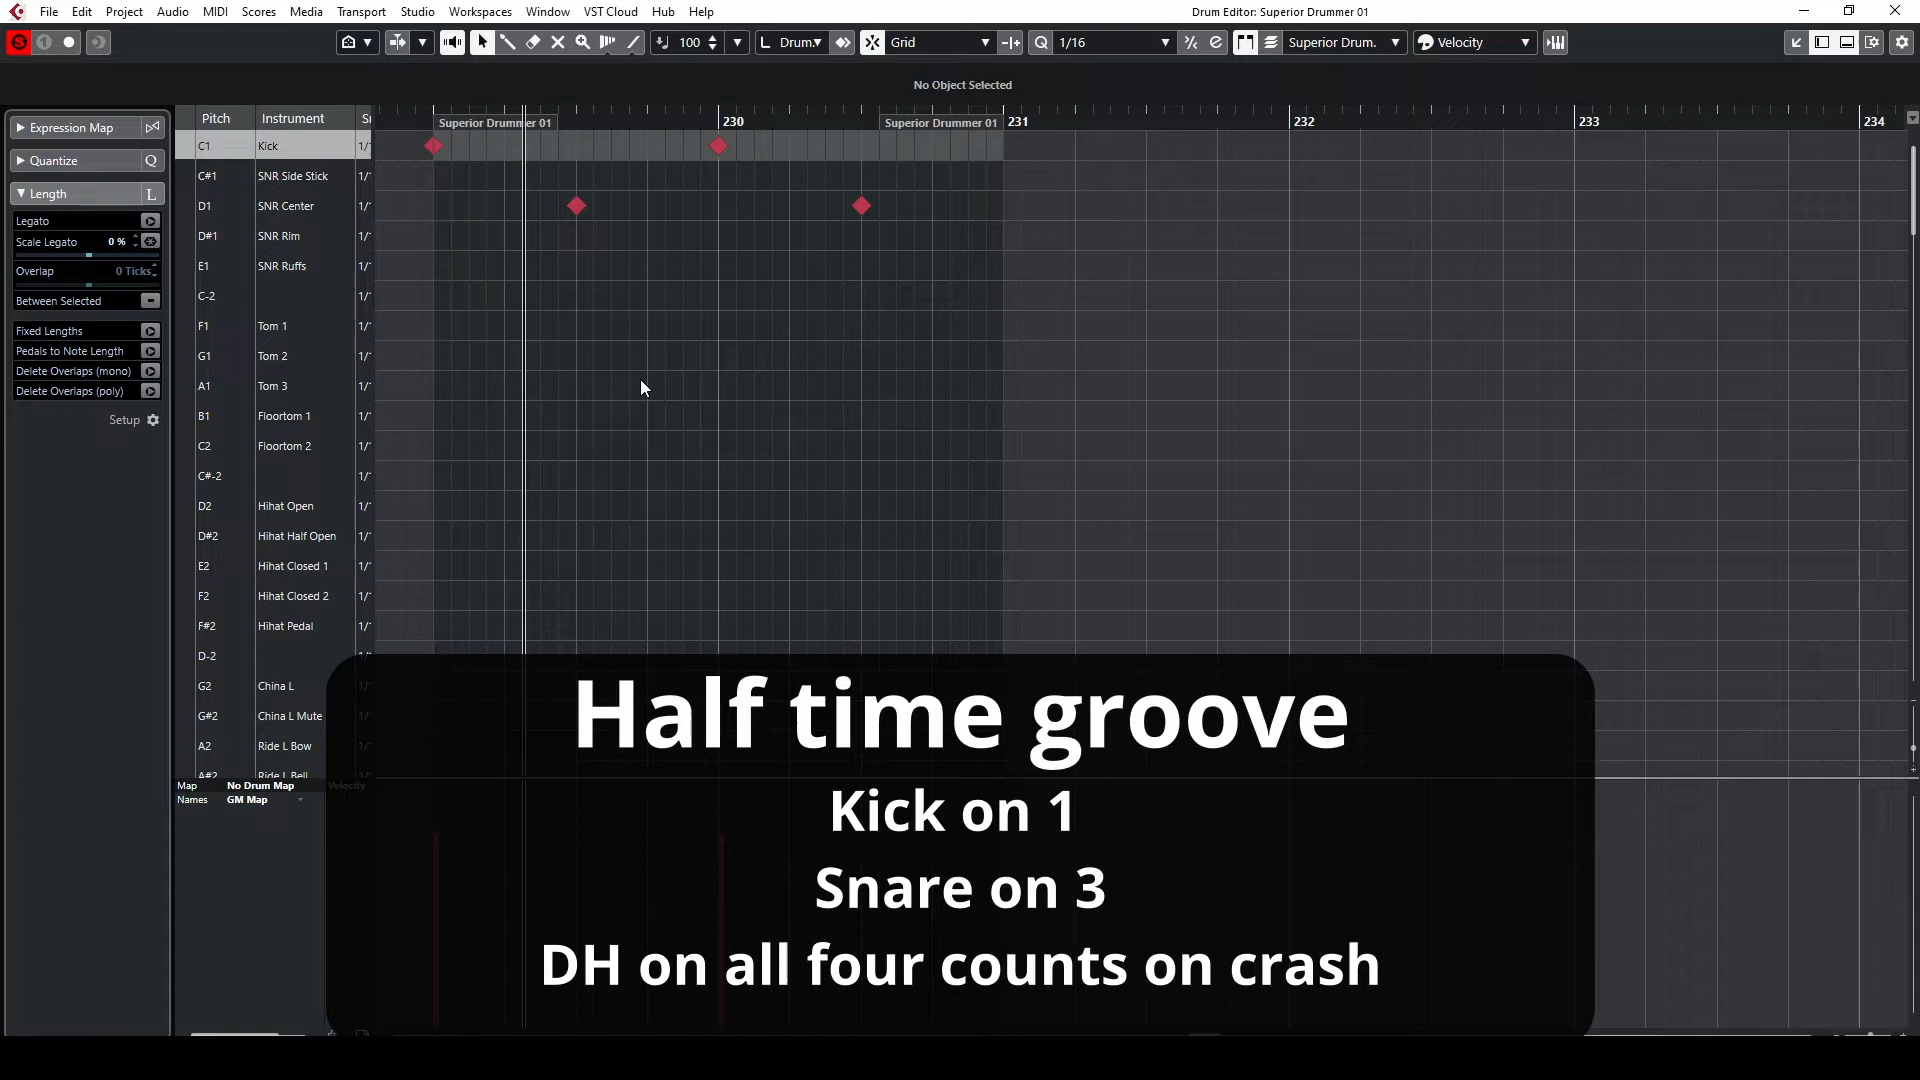 File Edit Project Audio MIDI Scores Media Transport Studio Workspaces Window VST Cloud Hub Help
Drum Editor: Superior Drummer 01
S 1 100 L Drum. Grid Q 1/16 Superior Drum. Velocity
No Object Selected
Expression Map
Quantize Q
Length L
Legato
Scale Legato 0 %
Overlap 0 Ticks
Between Selected
Fixed Lengths
Pedals to Note Length
Delete Overlaps (mono)
Delete Overlaps (poly)
Setup
Pitch Instrument
Superior Drummer 01 230 Superior Drummer 01 231 232 233 234
C1 Kick
C#1 SNR Side Stick
D1 SNR Center
D#1 SNR Rim
E1 SNR Ruffs
C-2
F1 Tom 1
G1 Tom 2
A1 Tom 3
B1 Floortom 1
C2 Floortom 2
C#-2
D2 Hihat Open
D#2 Hihat Half Open
E2 Hihat Closed 1
F2 Hihat Closed 2
F#2 Hihat Pedal
D-2
G2 China L
G#2 China L Mute
A2 Ride L Bow
A#2 Ride L Bell
Map No Drum Map Velocity
Names GM Map
Half time groove
Kick on 1
Snare on 3
DH on all four counts on crash